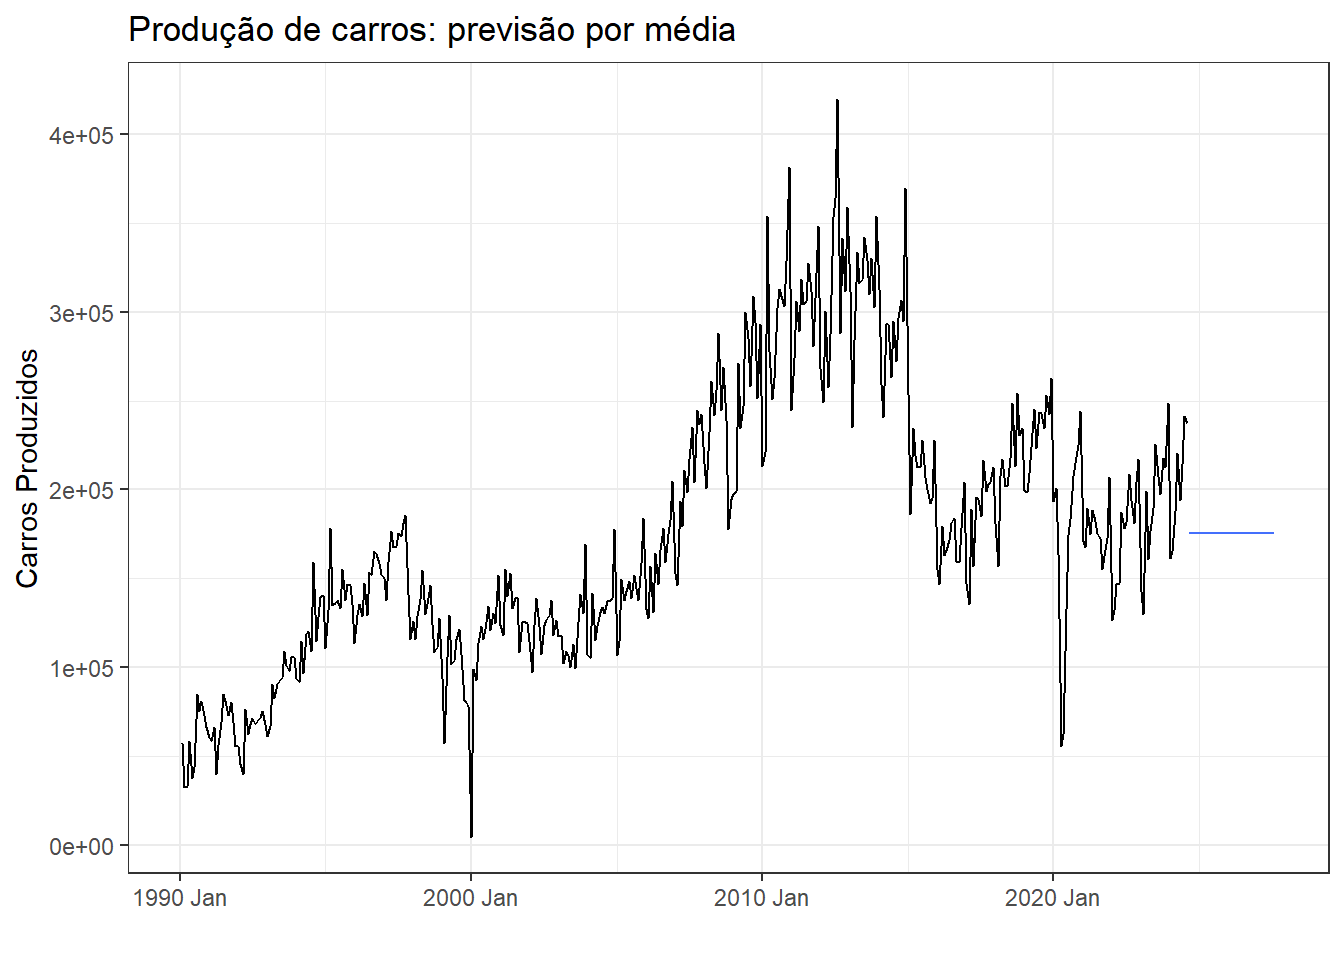 Produção de carros: previsão por média
Carros Produzidos
4e+05
3e+05
2e+05
1e+05
0e+00
1990 Jan
2000 Jan
2010 Jan
2020 Jan